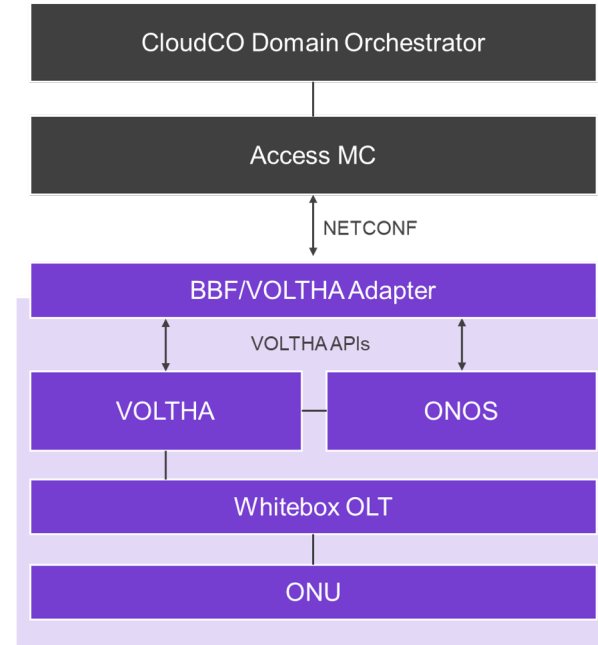 CloudCO Domain Orchestrator
Access MC
NETCONF
BBF/VOLTHA Adapter
VOLTHA APIs
VOLTHA
ONOS
Whitebox OLT
ONU